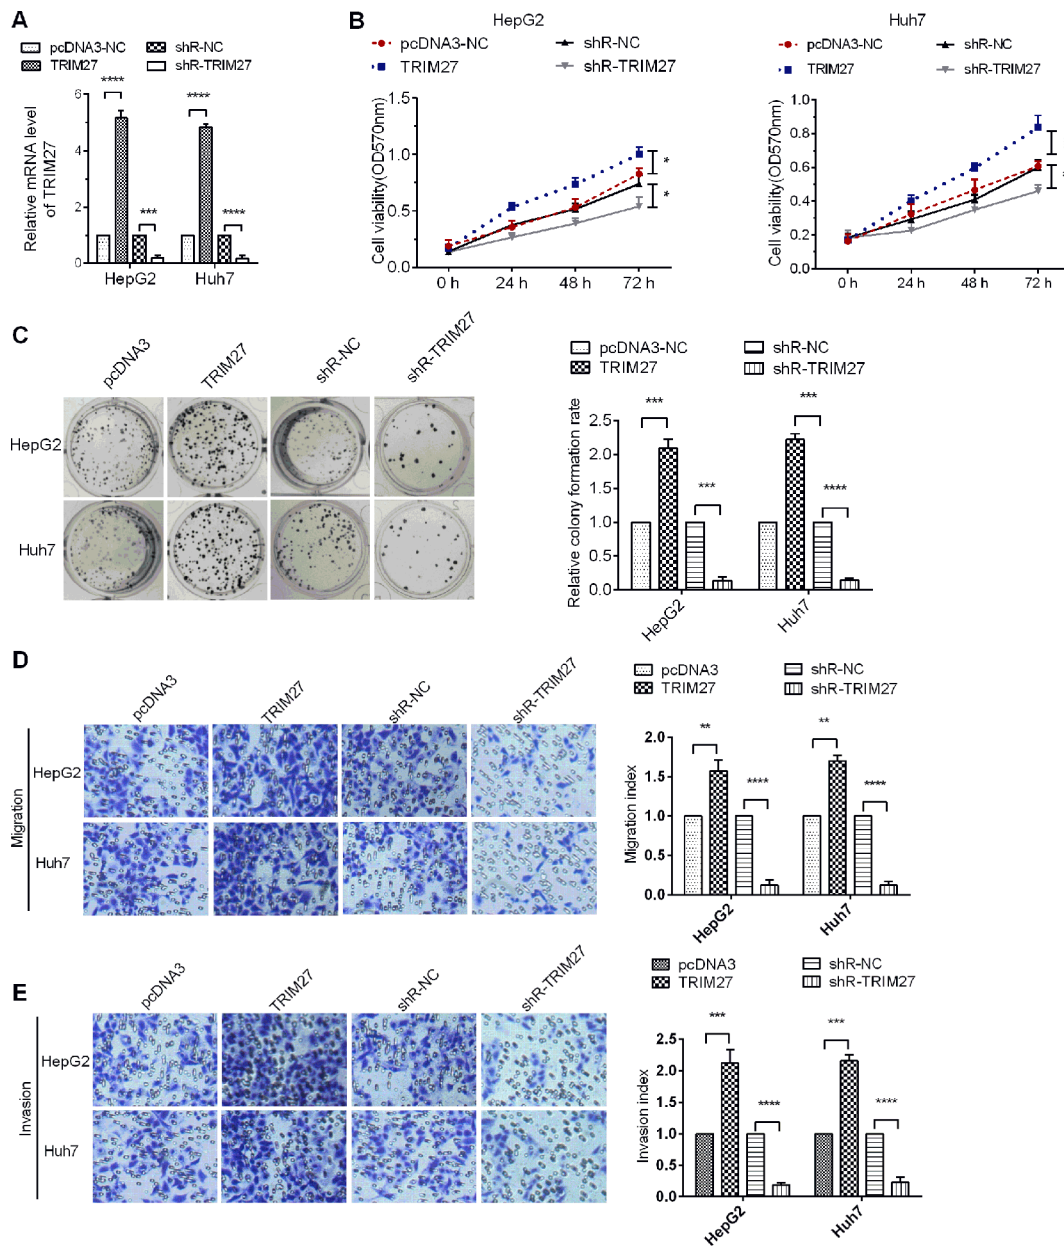 A
pcDNA3-NC
shR-NC
TRIM27
shR-TRIM27
Relative mRNA level
of TRIM27
6
4
2
0
****
***
****
****
HepG2
Huh7
B
HepG2
pcDNA3-NC
shR-NC
TRIM27
shR-TRIM27
Cell viability(OD570nm)
1.5
1.0
0.5
0.0
*
*
0 h
24 h
48 h
72 h
Huh7
pcDNA3-NC
shR-NC
TRIM27
shR-TRIM27
Cell viability(OD570nm)
1.0
0.8
0.6
0.4
0.2
0.0
0 h
24 h
48 h
72 h
C
pcDNA3
TRIM27
shR-NC
shR-TRIM27
HepG2
Huh7
pcDNA3-NC
shR-NC
TRIM27
shR-TRIM27
Relative colony formation rate
2.5
2.0
1.5
1.0
0.5
0.0
***
***
***
****
HepG2
Huh7
D
pcDNA3
TRIM27
shR-NC
shR-TRIM27
Migration
HepG2
Huh7
pcDNA3
shR-NC
TRIM27
shR-TRIM27
Migration index
2.0
1.5
1.0
0.5
0.0
**
****
**
****
HepG2
Huh7
E
pcDNA3
TRIM27
shR-NC
shR-TRIM27
Invasion
HepG2
Huh7
pcDNA3
shR-NC
TRIM27
shR-TRIM27
Invasion index
2.5
2.0
1.5
1.0
0.5
0.0
***
****
***
****
HepG2
Huh7